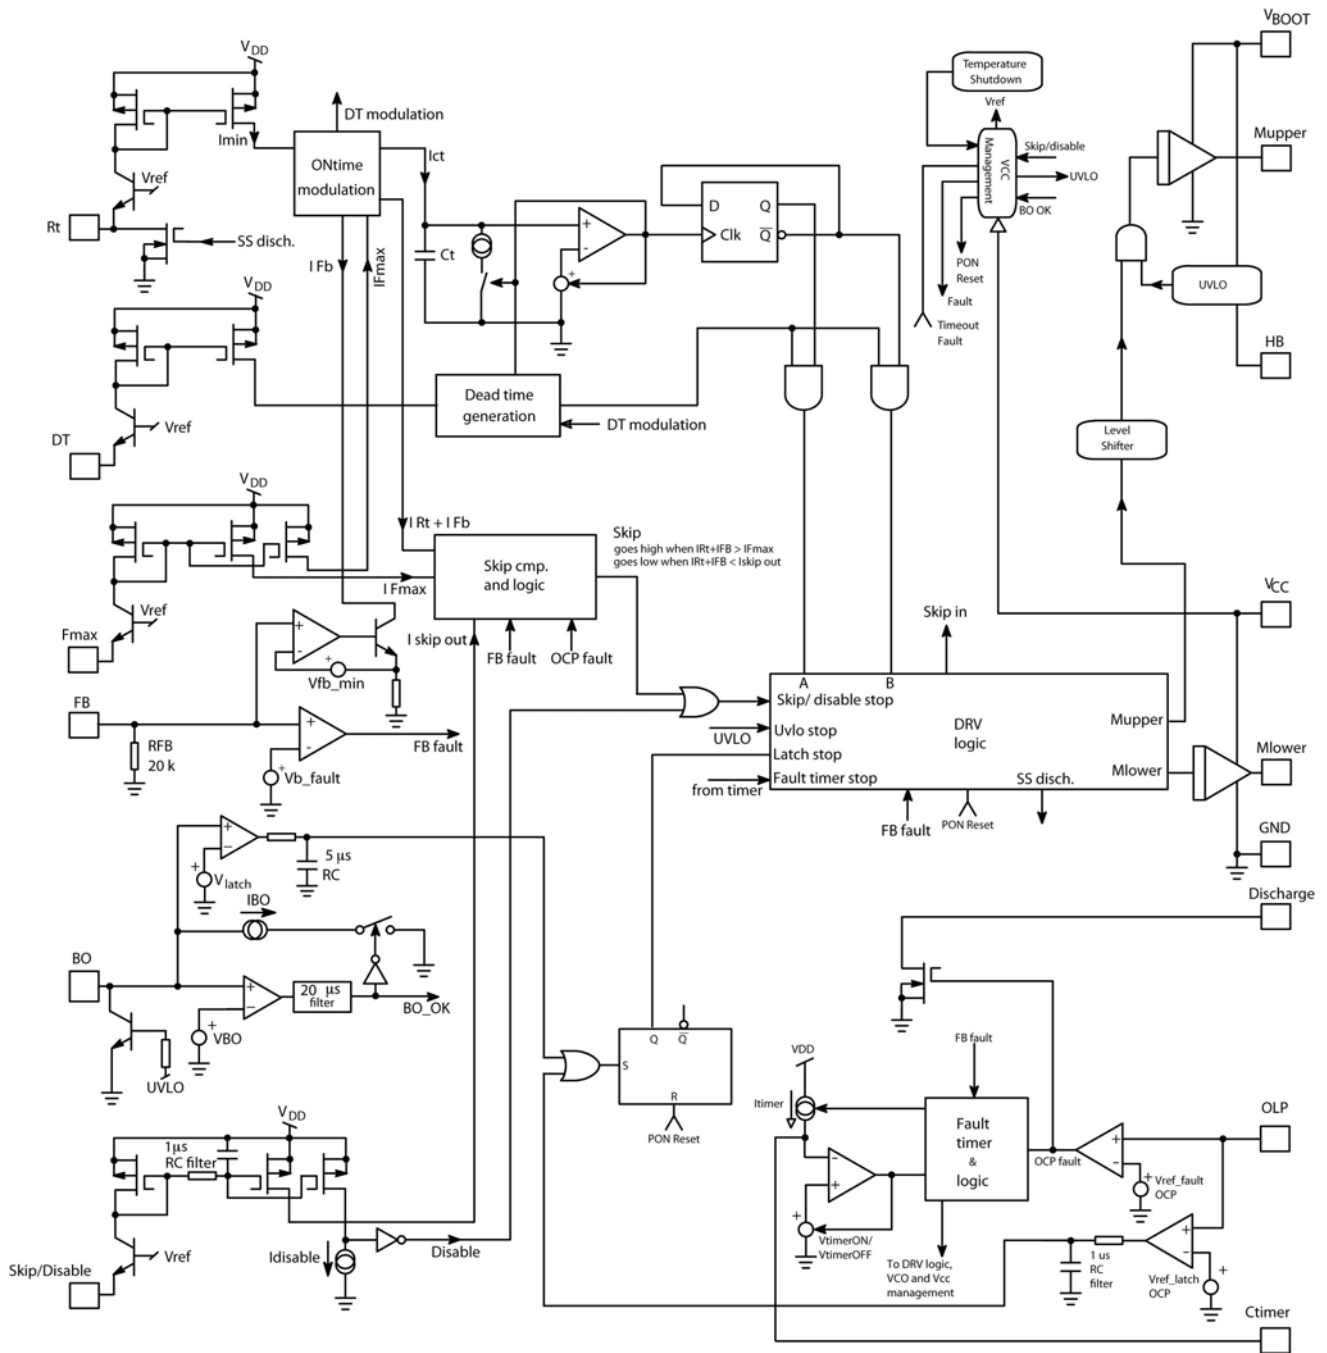 VDD
Imin
Vref
Rt
SS disch.
DT modulation
ONtime
modulation
Ict
Ct
I Fb
IFmax
D
Q
Clk
Q
+
-
+
Temperature
Shutdown
Vref
VCC
Management
Skip/disable
UVLO
BO OK
PON
Reset
Fault
Timeout
Fault
VBOOT
Mupper
UVLO
HB
Level
Shifter
VDD
Vref
DT
Dead time
generation
DT modulation
VDD
Vref
Fmax
I Rt + I Fb
I Fmax
Skip cmp.
and logic
Skip
goes high when IRt+IFB > IFmax
goes low when IRt+IFB < Iskip out
I skip out
FB fault
OCP fault
+
-
+
Vfb_min
FB
RFB
20 k
+
-
+
Vb_fault
FB fault
Skip in
A
B
Skip/ disable stop
Uvlo stop
Latch stop
Fault timer stop
DRV
logic
Mupper
Mlower
SS disch.
UVLO
from timer
FB fault
PON Reset
VCC
Mlower
GND
Discharge
+
−
+
Vlatch
5 µs
RC
IBO
BO
+
−
+
VBO
20 µs
filter
BO_OK
UVLO
Q
Q
S
R
PON Reset
VDD
1µs
RC filter
Vref
Skip/Disable
Idisable
Disable
VDD
Itimer
FB fault
Fault
timer
&
logic
-
+
+
VtimerON/
VtimerOFF
To DRV logic,
VCO and Vcc
management
OCP fault
+
-
+
Vref_fault
OCP
OLP
1 us
RC
filter
+
-
+
Vref_latch
OCP
Ctimer